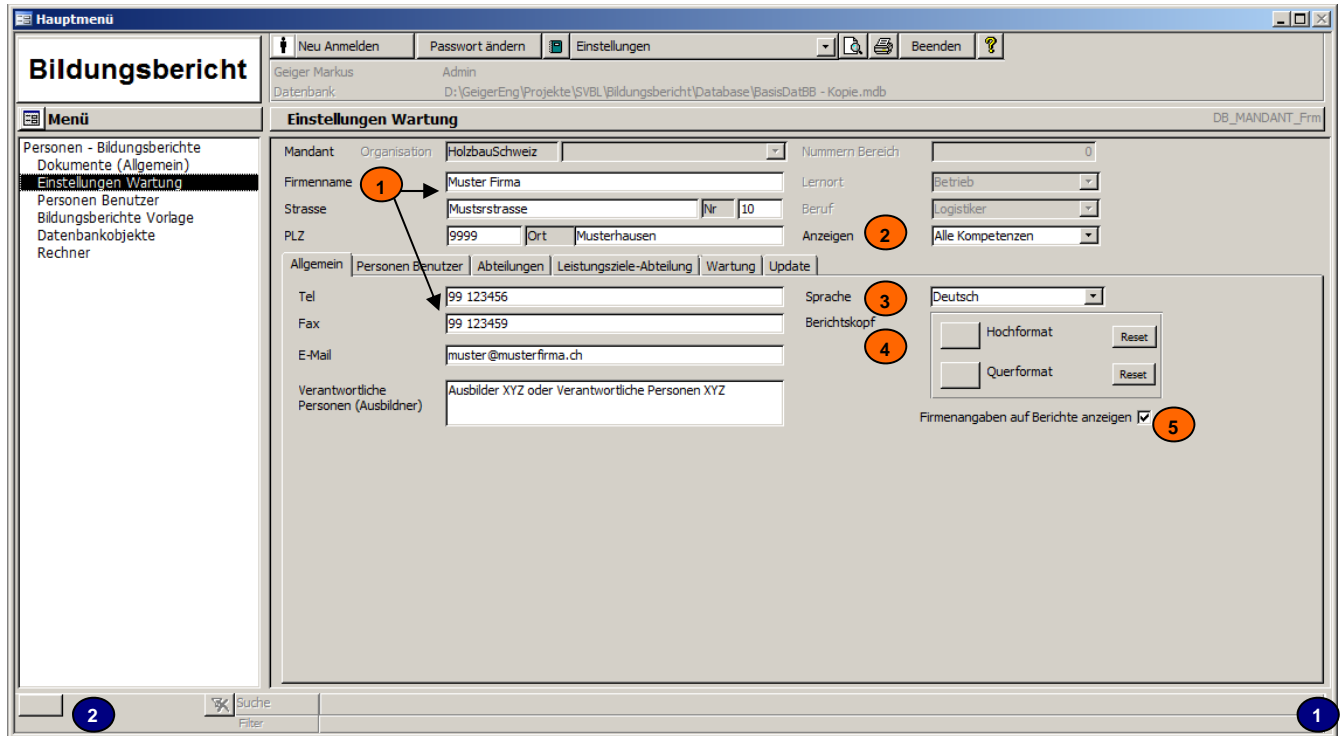 Hauptmenü
Bildungsbericht
Neu Anmelden Passwort ändern Einstellungen Beenden
Geiger Markus Admin
Datenbank D:\GeigerEng\Projekte\SVBL\Bildungsbericht\Database\BasisDatBB - Kopie.mdb
Menü
Einstellungen Wartung DB_MANDANT_Frm
Personen - Bildungsberichte
Dokumente (Allgemein)
Einstellungen Wartung
Personen Benutzer
Bildungsberichte Vorlage
Datenbankobjekte
Rechner
Mandant Organisation HolzbauSchweiz Nummern Bereich 0
Firmenname 1 Muster Firma Lernort Betrieb
Strasse Mustsrstrasse Nr 10 Beruf Logistiker
PLZ 9999 Ort Musterhausen Anzeigen 2 Alle Kompetenzen
Allgemein Personen Benutzer Abteilungen Leistungsziele-Abteilung Wartung Update
Tel 99 123456 Sprache 3 Deutsch
Fax 99 123459 Berichtskopf 4
Hochformat Reset
E-Mail muster@musterfirma.ch
Querformat Reset
Verantwortliche
Personen (Ausbildner)
Ausbilder XYZ oder Verantwortliche Personen XYZ
Firmenangaben auf Berichte anzeigen 5
2 Suche 1
Filter